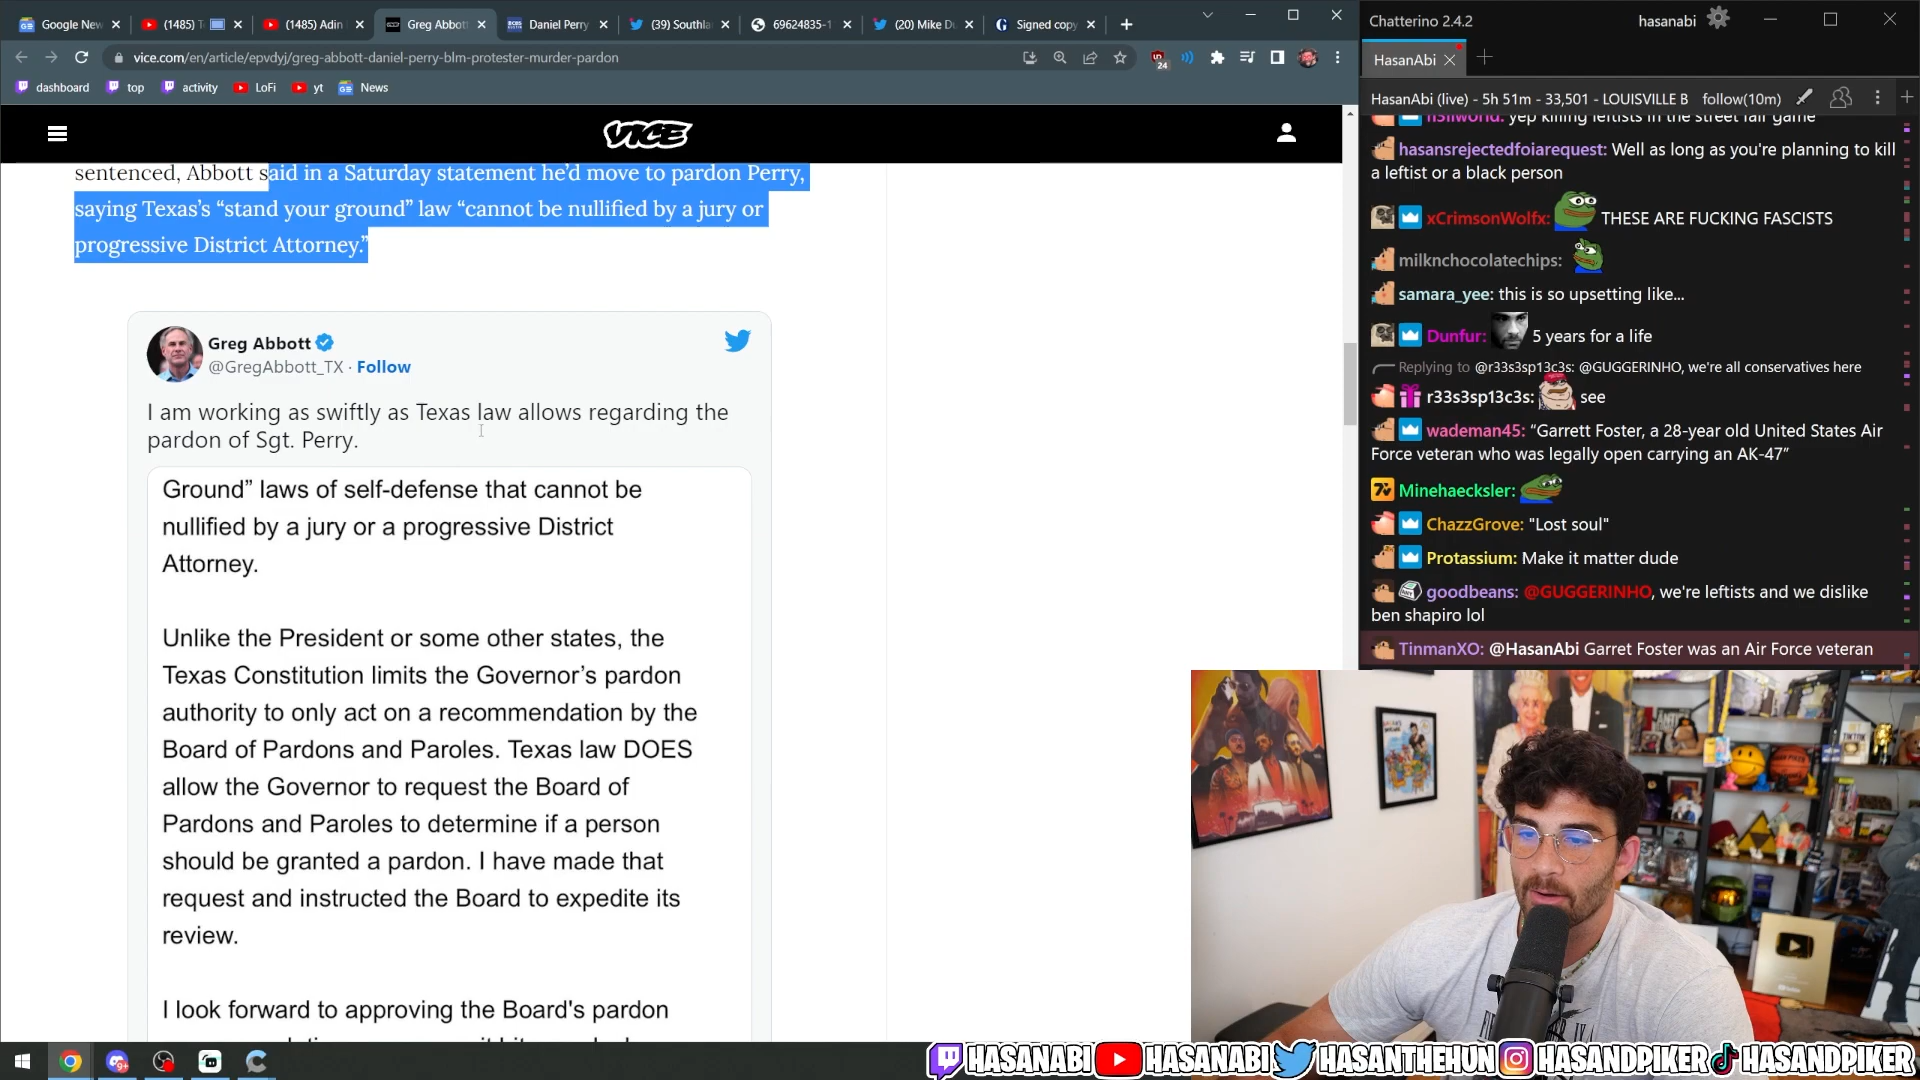 Google New
(1485)
(1485) Adin
Greg Abbott
Daniel Perry
(39) Southla
69624835-1
(20) Mike Du
Signed copy
vice.com/en/article/epvdyj/greg-abbott-daniel-perry-blm-protester-murder-pardon
24
dashboard
top
activity
LoFi
yt
News
VICE
sentenced, Abbott said in a Saturday statement he’d move to pardon Perry,
saying Texas’s “stand your ground” law “cannot be nullified by a jury or
progressive District Attorney.”
Greg Abbott
@GregAbbott_TX · Follow
I am working as swiftly as Texas law allows regarding the
pardon of Sgt. Perry.
Ground” laws of self-defense that cannot be
nullified by a jury or a progressive District
Attorney.
Unlike the President or some other states, the
Texas Constitution limits the Governor’s pardon
authority to only act on a recommendation by the
Board of Pardons and Paroles. Texas law DOES
allow the Governor to request the Board of
Pardons and Paroles to determine if a person
should be granted a pardon. I have made that
request and instructed the Board to expedite its
review.
I look forward to approving the Board's pardon
Chatterino 2.4.2
hasanabi
HasanAbi
HasanAbi (live) - 5h 51m - 33,501 - LOUISVILLE B
follow(10m)
yep killing leftists in the street fair game
hasansrejectedfoiarequest: Well as long as you're planning to kill
a leftist or a black person
xCrimsonWolfx: THESE ARE FUCKING FASCISTS
milknchocolatechips:
samara_yee: this is so upsetting like...
Dunfur: 5 years for a life
Replying to @r33s3sp13c3s: @GUGGERINHO, we're all conservatives here
r33s3sp13c3s: see
wademan45: “Garrett Foster, a 28-year old United States Air
Force veteran who was legally open carrying an AK-47”
Minehaecksler:
ChazzGrove: "Lost soul"
Protassium: Make it matter dude
goodbeans: @GUGGERINHO, we're leftists and we dislike
ben shapiro lol
TinmanXO: @HasanAbi Garret Foster was an Air Force veteran
HASANABI
HASANABI
HASANTHEHUN
HASANDPIKER
HASANDPIKER